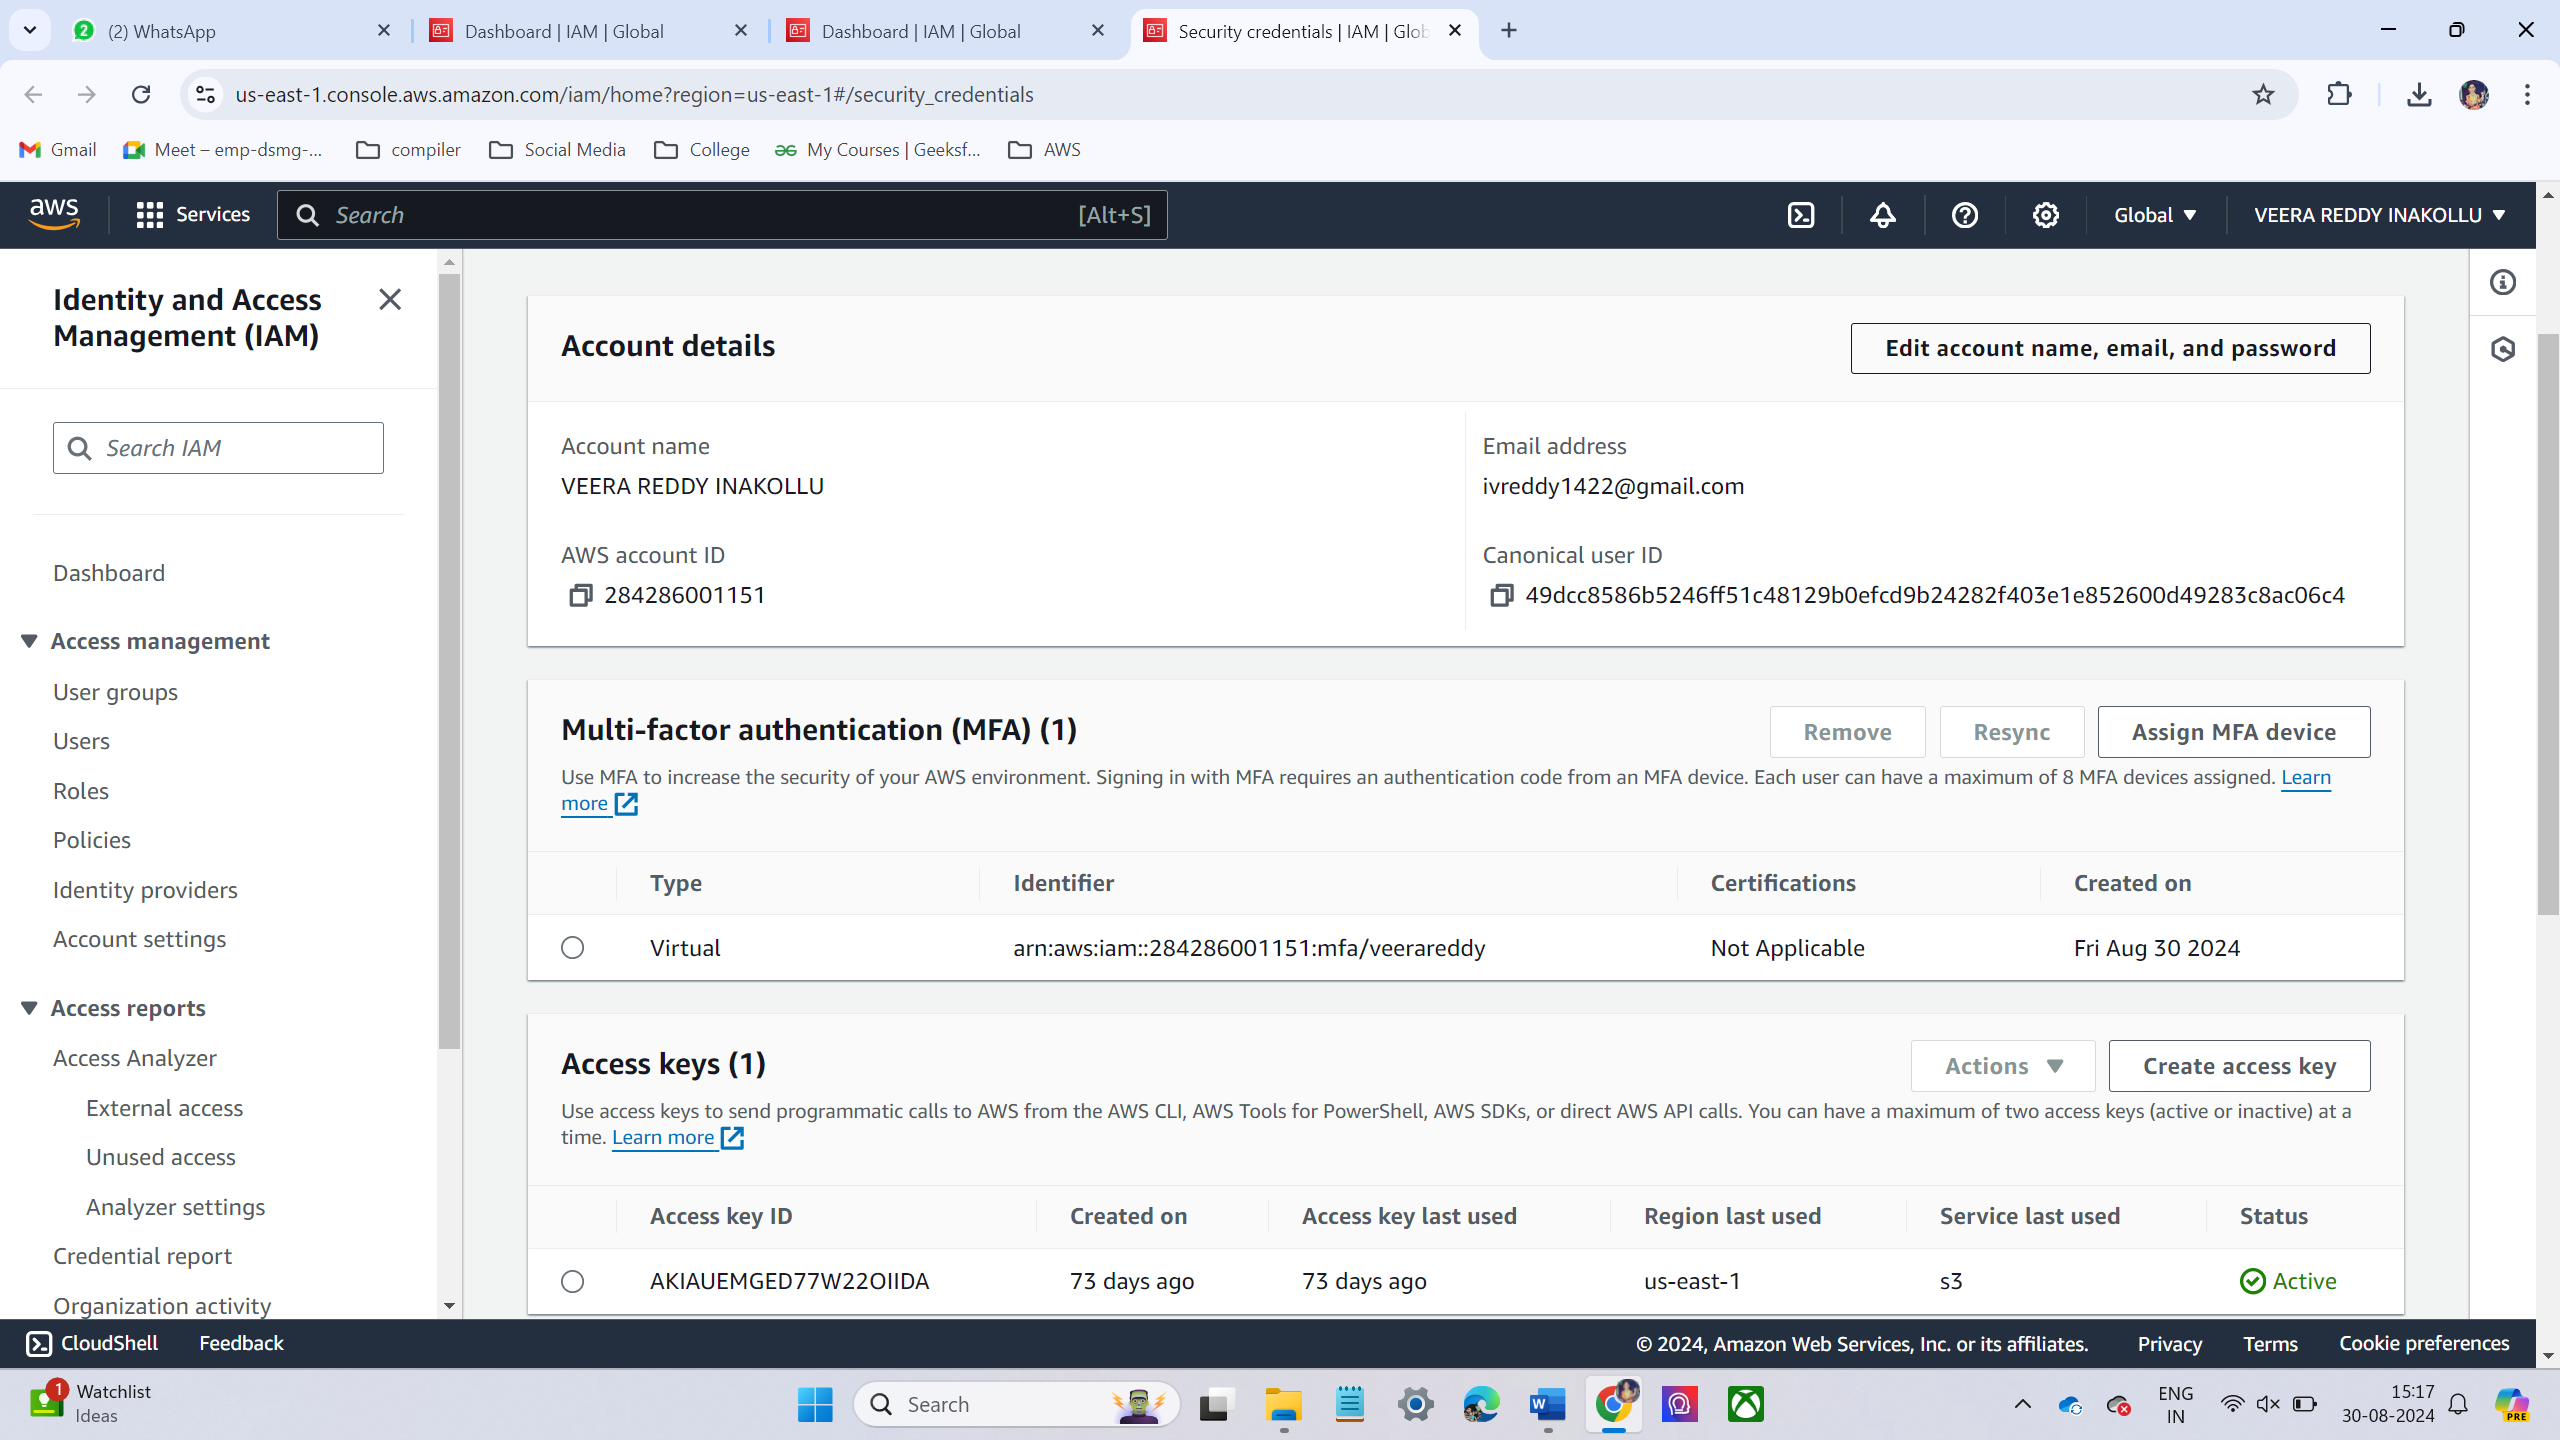 (2) WhatsApp
Dashboard | IAM | Global
Dashboard | IAM | Global
Security credentials | IAM | Glob
us-east-1.console.aws.amazon.com/iam/home?region=us-east-1#/security_credentials
Gmail
Meet – emp-dsmg-...
compiler
Social Media
College
My Courses | Geeksf...
AWS
aws
Services
Search
[Alt+S]
Global
VEERA REDDY INAKOLLU
Identity and Access
Management (IAM)
Search IAM
Dashboard
Access management
User groups
Users
Roles
Policies
Identity providers
Account settings
Access reports
Access Analyzer
External access
Unused access
Analyzer settings
Credential report
Organization activity
Account details
Edit account name, email, and password
Account name
VEERA REDDY INAKOLLU
Email address
ivreddy1422@gmail.com
AWS account ID
284286001151
Canonical user ID
49dcc8586b5246ff51c48129b0efcd9b24282f403e1e852600d49283c8ac06c4
Multi-factor authentication (MFA) (1)
Remove
Resync
Assign MFA device
Use MFA to increase the security of your AWS environment. Signing in with MFA requires an authentication code from an MFA device. Each user can have a maximum of 8 MFA devices assigned. Learn
more
Type
Identifier
Certifications
Created on
Virtual
arn:aws:iam::284286001151:mfa/veerareddy
Not Applicable
Fri Aug 30 2024
Access keys (1)
Actions
Create access key
Use access keys to send programmatic calls to AWS from the AWS CLI, AWS Tools for PowerShell, AWS SDKs, or direct AWS API calls. You can have a maximum of two access keys (active or inactive) at a
time. Learn more
Access key ID
Created on
Access key last used
Region last used
Service last used
Status
AKIAUEMGED77W22OIIDA
73 days ago
73 days ago
us-east-1
s3
Active
CloudShell
Feedback
© 2024, Amazon Web Services, Inc. or its affiliates.
Privacy
Terms
Cookie preferences
1
Watchlist
Ideas
Search
ENG
IN
15:17
30-08-2024
PRE